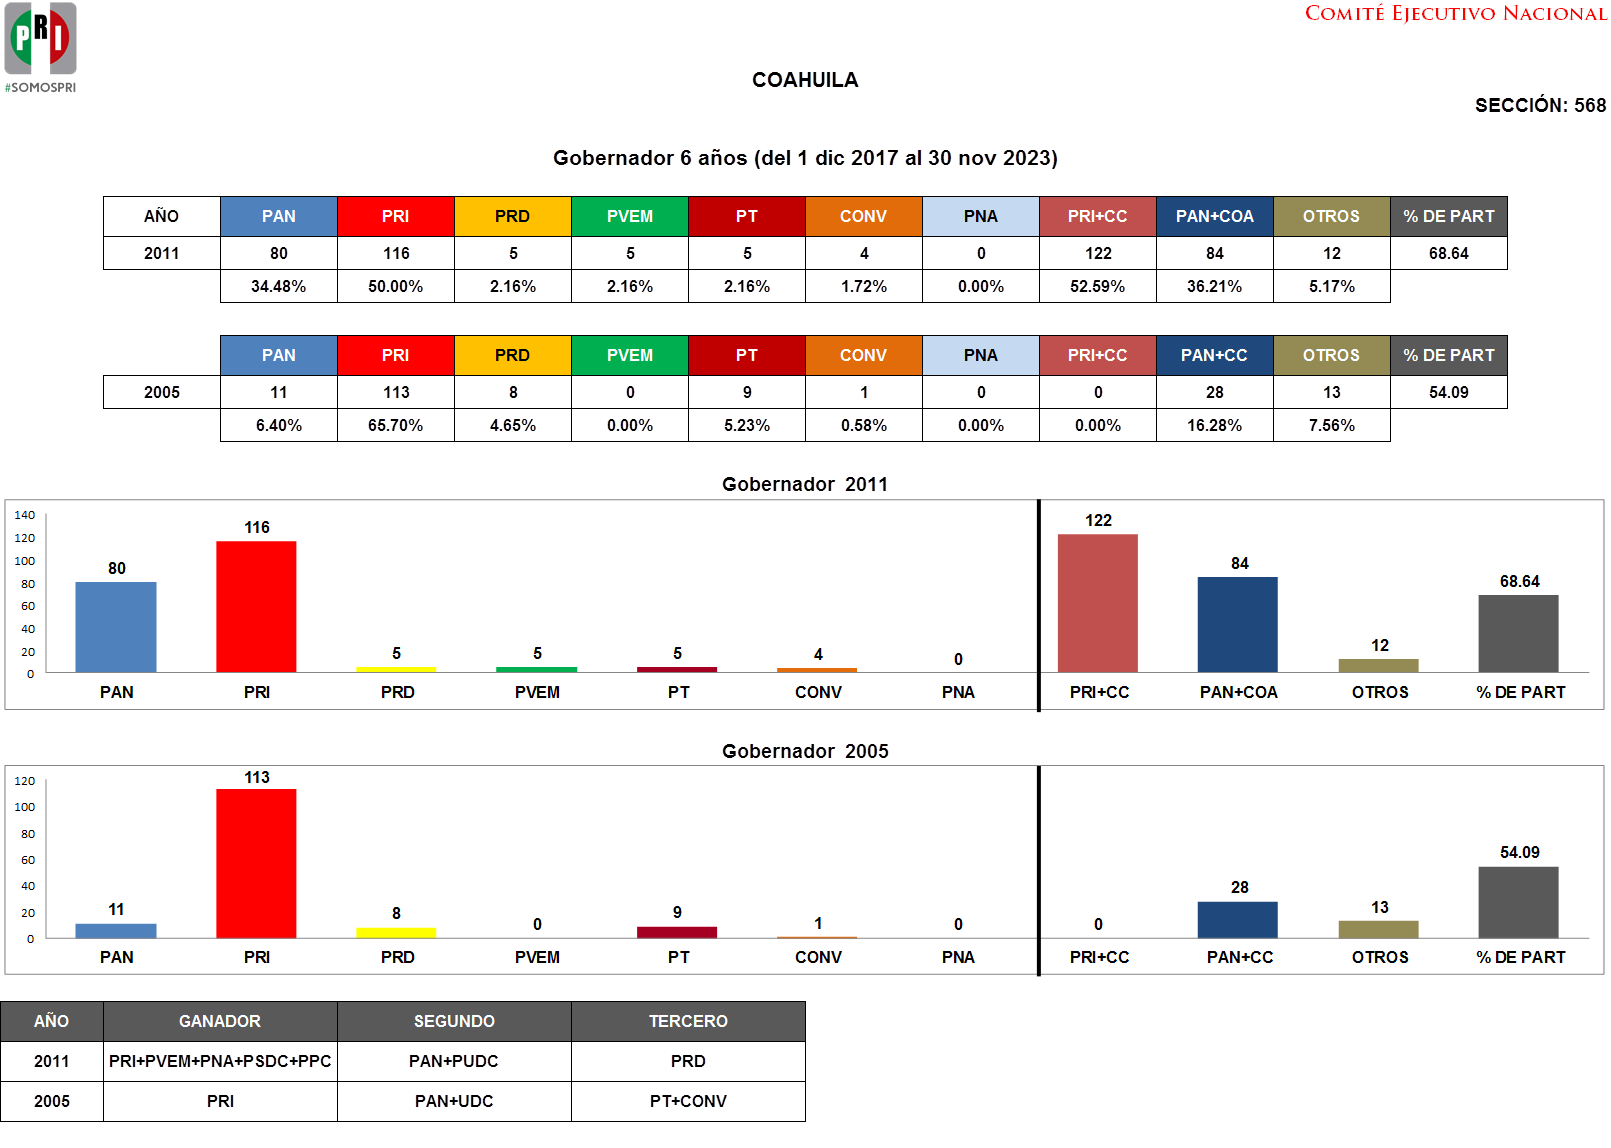 PRI
#SOMOSPRI
COMITÉ EJECUTIVO NACIONAL
COAHUILA
SECCIÓN: 568
Gobernador 6 años (del 1 dic 2017 al 30 nov 2023)
AÑO PAN PRI PRD PVEM PT CONV PNA PRI+CC PAN+COA OTROS % DE PART
2011 80 116 5 5 5 4 0 122 84 12 68.64
34.48% 50.00% 2.16% 2.16% 2.16% 1.72% 0.00% 52.59% 36.21% 5.17%
PAN PRI PRD PVEM PT CONV PNA PRI+CC PAN+CC OTROS % DE PART
2005 11 113 8 0 9 1 0 0 28 13 54.09
6.40% 65.70% 4.65% 0.00% 5.23% 0.58% 0.00% 0.00% 16.28% 7.56%
Gobernador 2011
140
120
100
80
60
40
20
0
80 116 5 5 5 4 0 122 84 12 68.64
PAN PRI PRD PVEM PT CONV PNA PRI+CC PAN+COA OTROS % DE PART
Gobernador 2005
120
100
80
60
40
20
0
11 113 8 0 9 1 0 0 28 13 54.09
PAN PRI PRD PVEM PT CONV PNA PRI+CC PAN+CC OTROS % DE PART
AÑO GANADOR SEGUNDO TERCERO
2011 PRI+PVEM+PNA+PSDC+PPC PAN+PUDC PRD
2005 PRI PAN+UDC PT+CONV